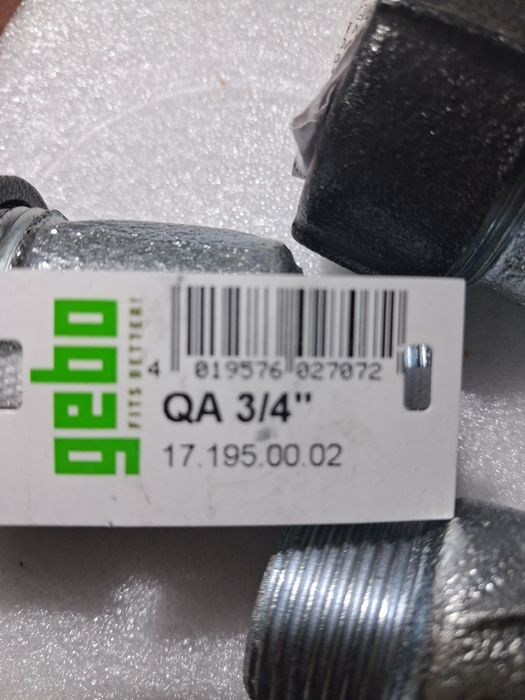 gebo
FITS BETTER!
4 019576 027072
QA 3/4"
17.195.00.02